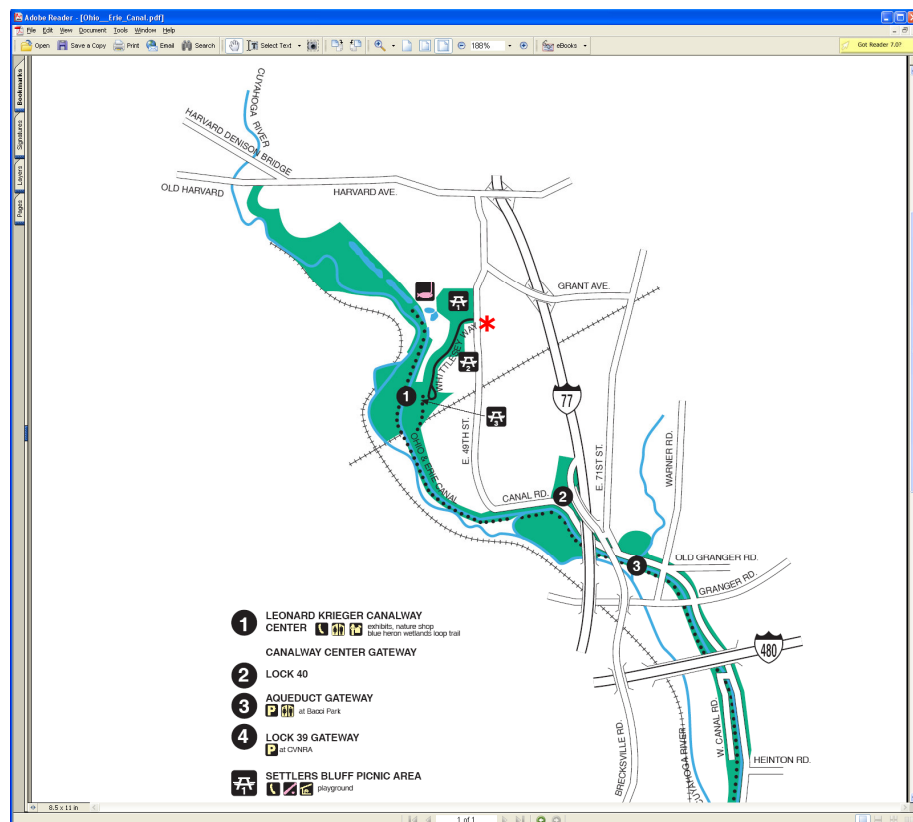 Adobe Reader - [Ohio__Erie_Canal.pdf]
File Edit View Document Tools Window Help
Open Save a Copy Print Email Search Select Text 188% eBooks Got Reader 7.0?
Bookmarks
Signatures
Layers
Pages
CUYAHOGA RIVER
HARVARD DENISON BRIDGE
OLD HARVARD
HARVARD AVE.
GRANT AVE.
1
WHITTLESEY WAY
2
1
3
77
E. 49TH ST.
E. 71ST ST.
WARNER RD.
OHIO & ERIE CANAL
CANAL RD.
2
3
OLD GRANGER RD.
GRANGER RD.
480
W. CANAL RD.
BRECKSVILLE RD.
CUYAHOGA RIVER
HEINTON RD.
1 LEONARD KRIEGER CANALWAY
CENTER exhibits, nature shop
blue heron wetlands loop trail
CANALWAY CENTER GATEWAY
2 LOCK 40
3 AQUEDUCT GATEWAY
P at Bacci Park
4 LOCK 39 GATEWAY
P at CVNRA
1 SETTLERS BLUFF PICNIC AREA
playground
8.5 x 11 in
1 of 1